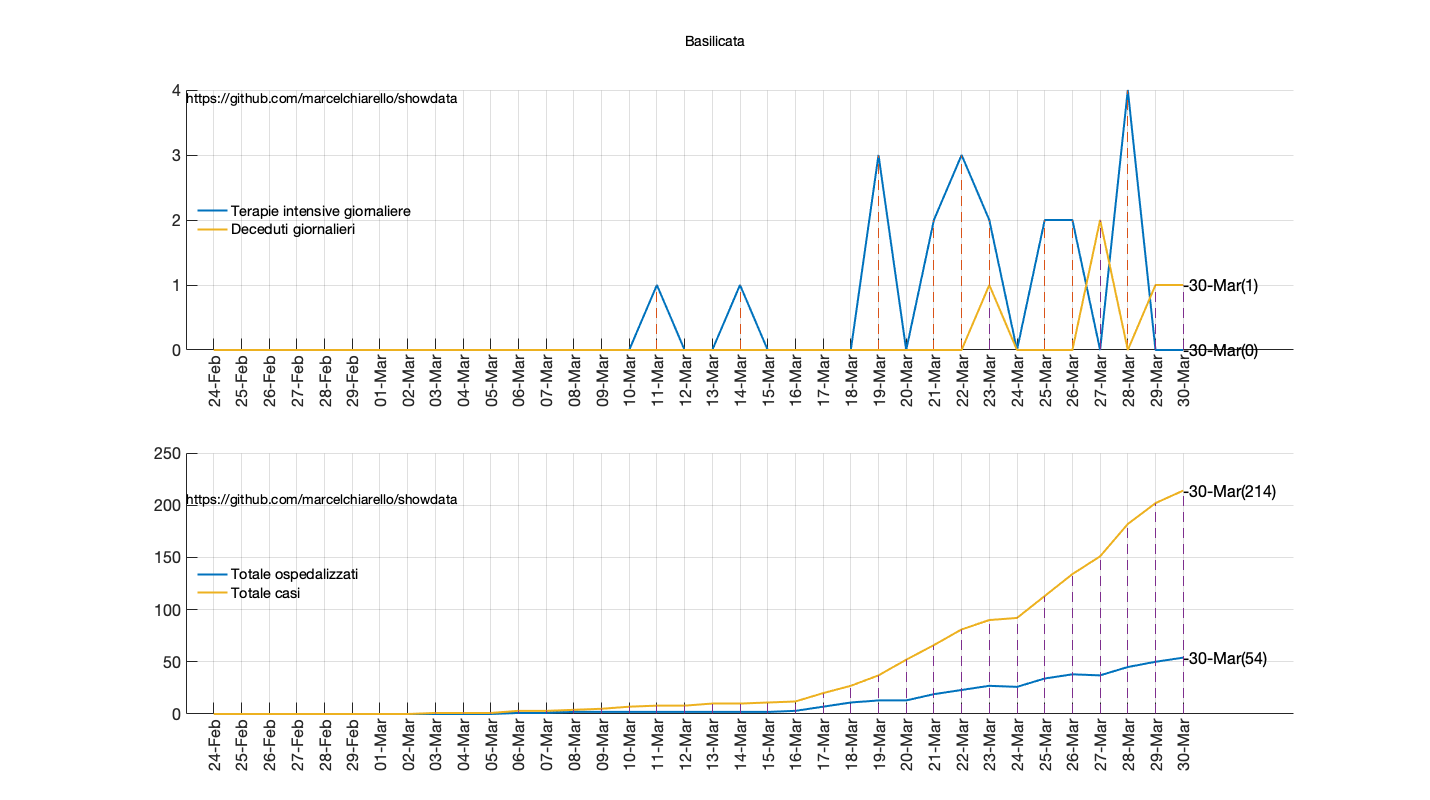 Basilicata
4
https://github.com/marcelchiarello/showdata
3
Terapie intensive giornaliere
2
Deceduti giornalieri
1
-30-Mar(1)
0
-30-Mar(0)
24-Feb
25-Feb
26-Feb
27-Feb
28-Feb
29-Feb
01-Mar
02-Mar
03-Mar
04-Mar
05-Mar
06-Mar
07-Mar
08-Mar
09-Mar
10-Mar
11-Mar
12-Mar
13-Mar
14-Mar
15-Mar
16-Mar
17-Mar
18-Mar
19-Mar
20-Mar
21-Mar
22-Mar
23-Mar
24-Mar
25-Mar
26-Mar
27-Mar
28-Mar
29-Mar
30-Mar
250
-30-Mar(214)
https://github.com/marcelchiarello/showdata
200
150
Totale ospedalizzati
Totale casi
100
50
-30-Mar(54)
0
24-Feb
25-Feb
26-Feb
27-Feb
28-Feb
29-Feb
01-Mar
02-Mar
03-Mar
04-Mar
05-Mar
06-Mar
07-Mar
08-Mar
09-Mar
10-Mar
11-Mar
12-Mar
13-Mar
14-Mar
15-Mar
16-Mar
17-Mar
18-Mar
19-Mar
20-Mar
21-Mar
22-Mar
23-Mar
24-Mar
25-Mar
26-Mar
27-Mar
28-Mar
29-Mar
30-Mar